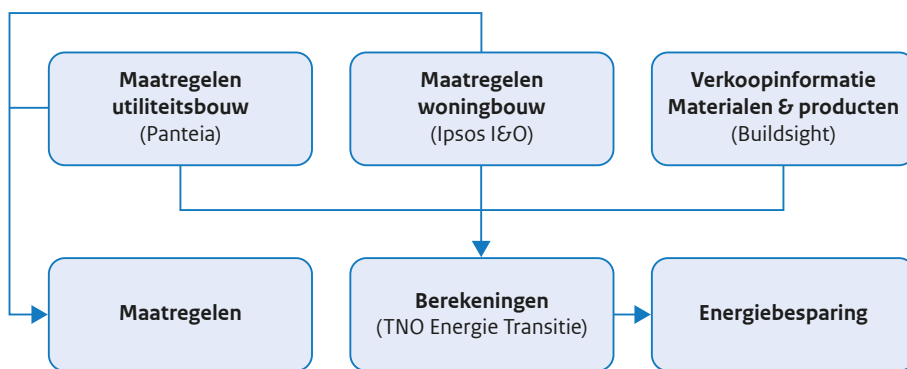 Maatregelen
utiliteitsbouw
(Panteia)
Maatregelen
woningbouw
(Ipsos I&O)
Verkoopinformatie
Materialen & producten
(Buildsight)
Maatregelen
Berekeningen
(TNO Energie Transitie)
Energiebesparing